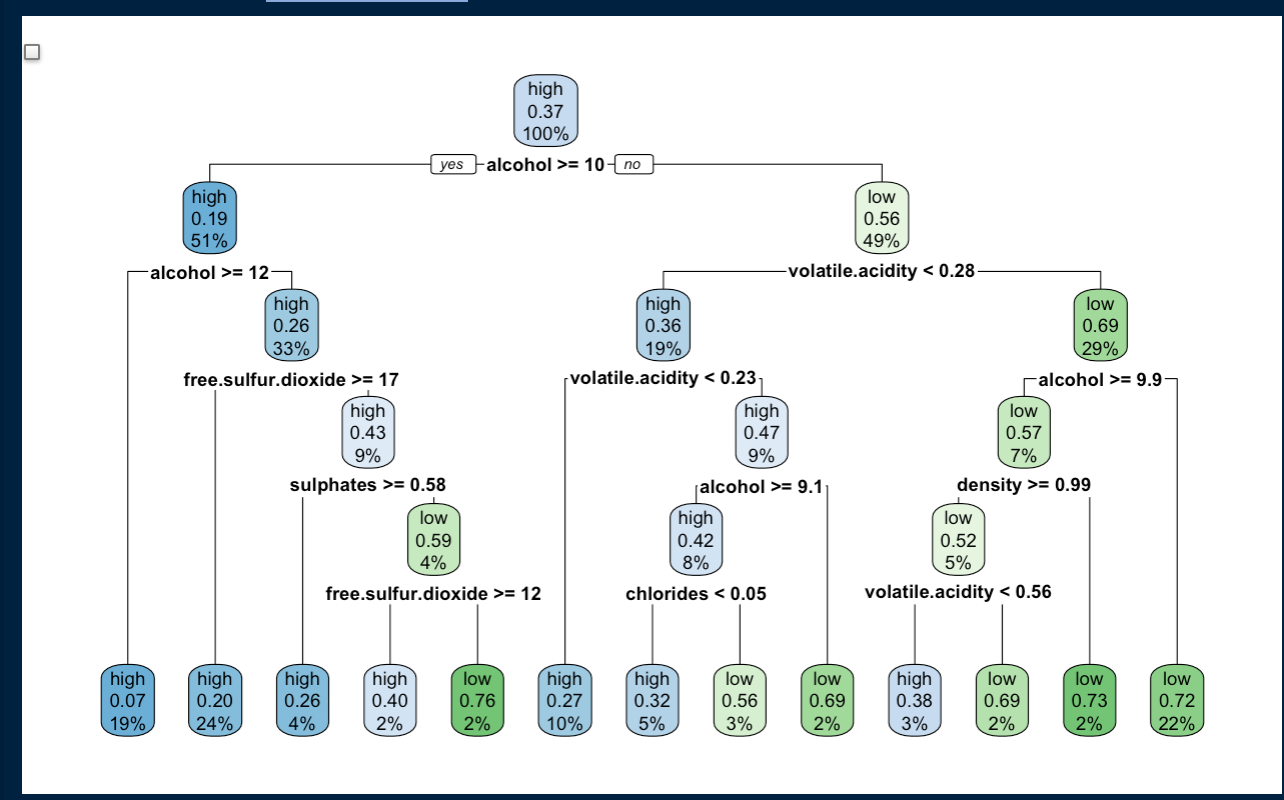 high
0.37
100%
yes alcohol >= 10 no
high
0.19
51%
low
0.56
49%
alcohol >= 12
volatile.acidity < 0.28
high
0.26
33%
high
0.36
19%
low
0.69
29%
free.sulfur.dioxide >= 17
volatile.acidity < 0.23
alcohol >= 9.9
high
0.43
9%
high
0.47
9%
low
0.57
7%
sulphates >= 0.58
alcohol >= 9.1
density >= 0.99
low
0.59
4%
high
0.42
8%
low
0.52
5%
free.sulfur.dioxide >= 12
chlorides < 0.05
volatile.acidity < 0.56
high
0.07
19%
high
0.20
24%
high
0.26
4%
high
0.40
2%
low
0.76
2%
high
0.27
10%
high
0.32
5%
low
0.56
3%
low
0.69
2%
high
0.38
3%
low
0.69
2%
low
0.73
2%
low
0.72
22%